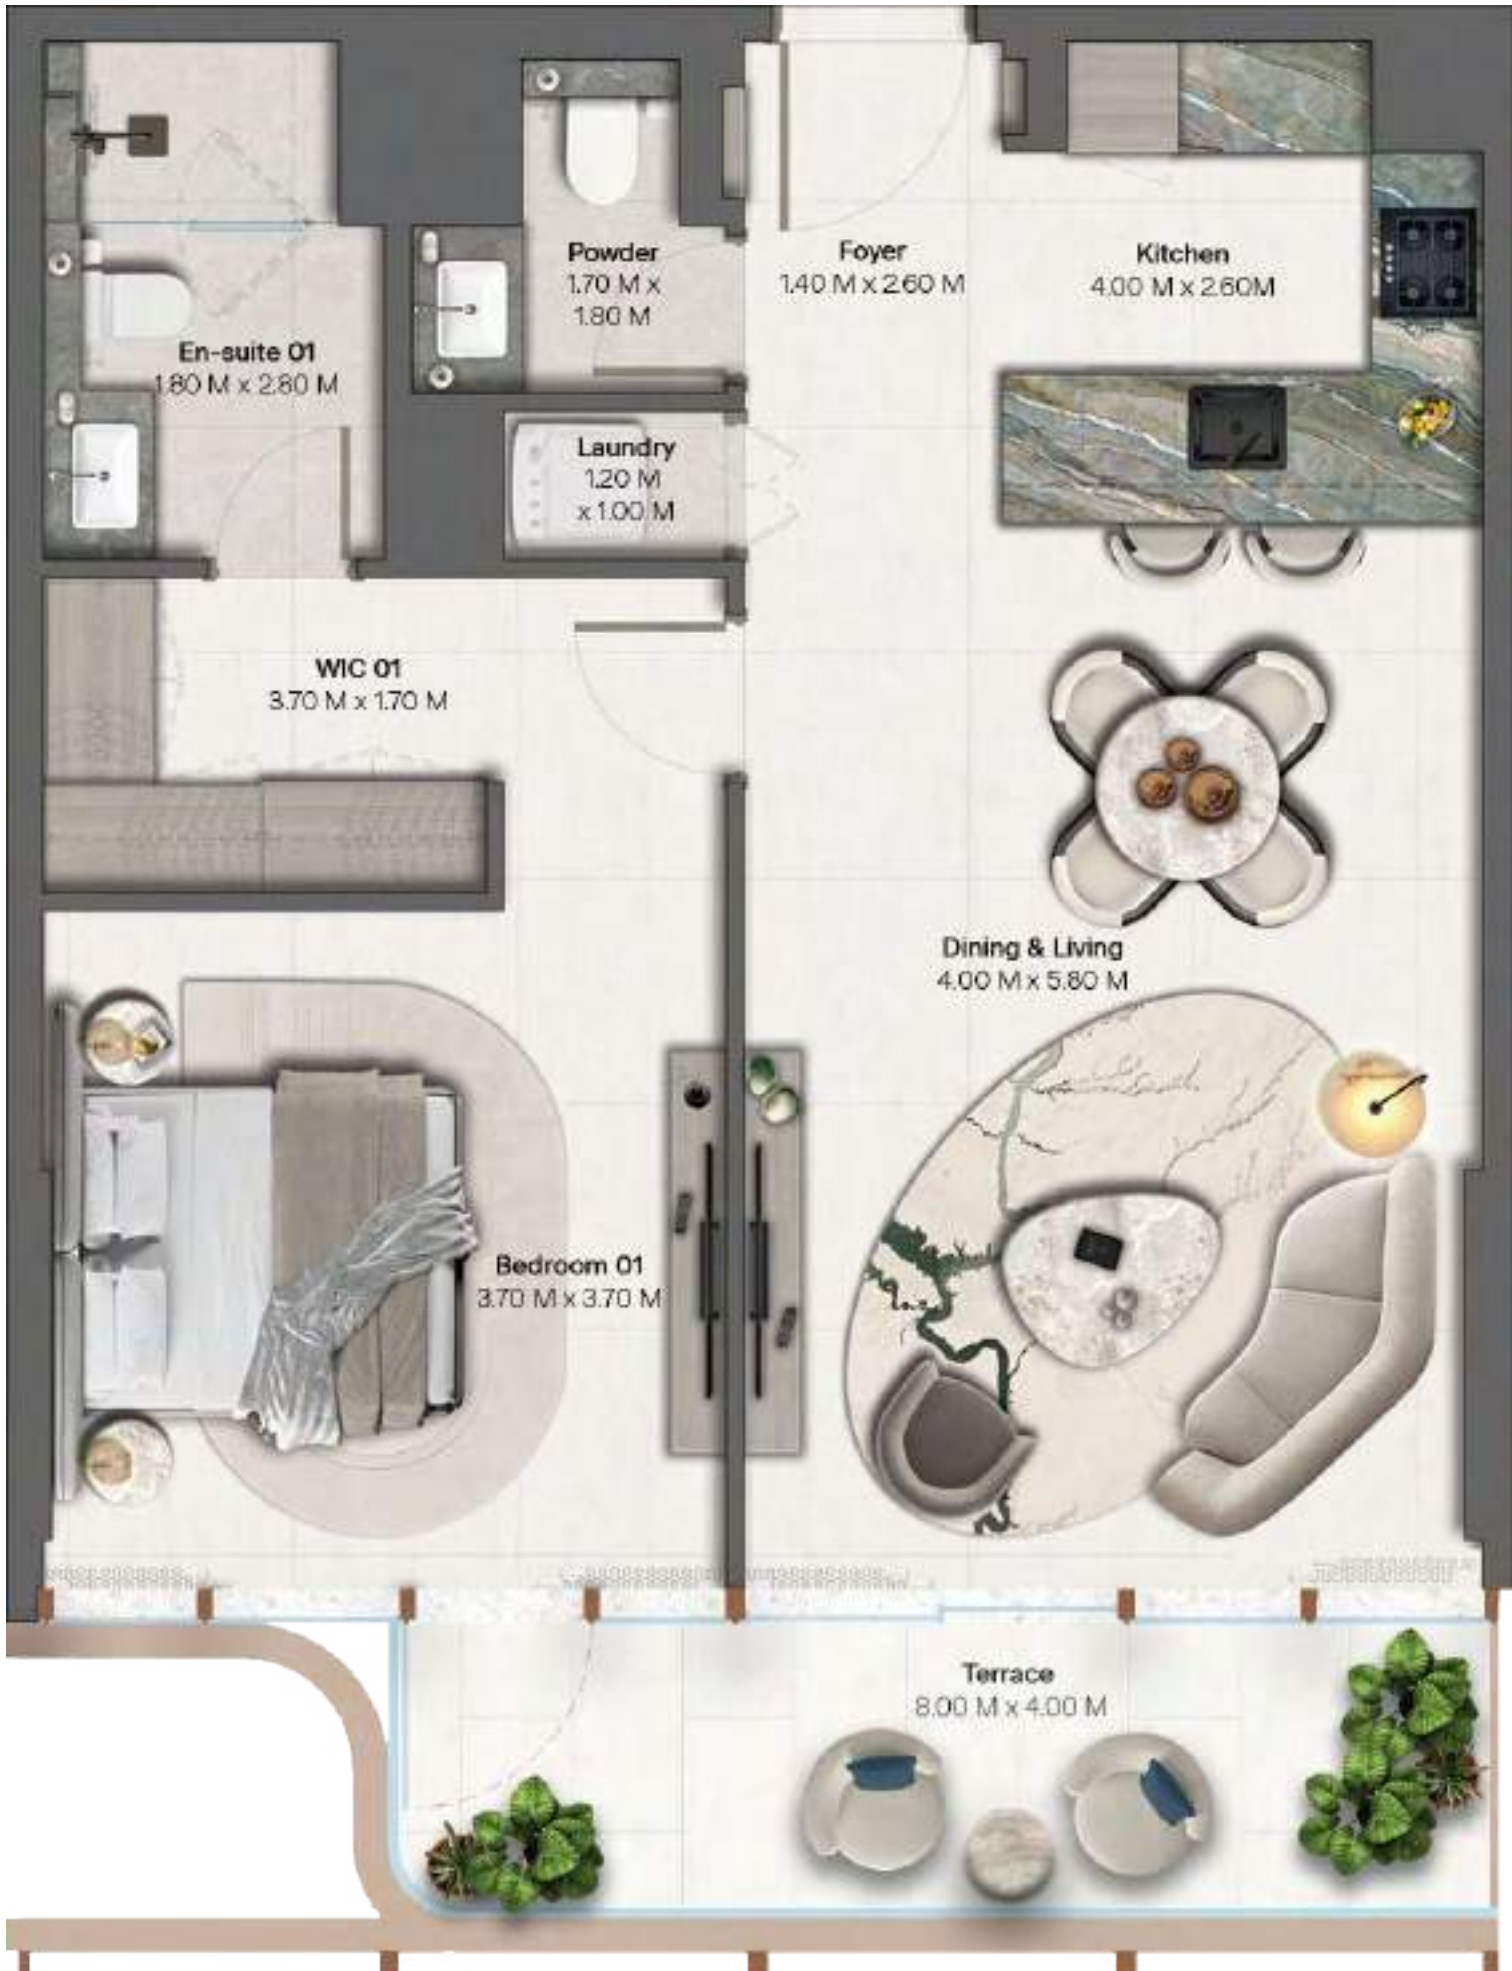 Powder
1.70 M x
1.80 M
Foyer
1.40 M x 2.60 M
Kitchen
4.00 M x 2.60M
En-suite 01
1.80 M x 2.80 M
Laundry
1.20 M
x 1.00 M
WIC 01
3.70 M x 1.70 M
Dining & Living
4.00 M x 5.80 M
Bedroom 01
3.70 M x 3.70 M
Terrace
8.00 M x 4.00 M